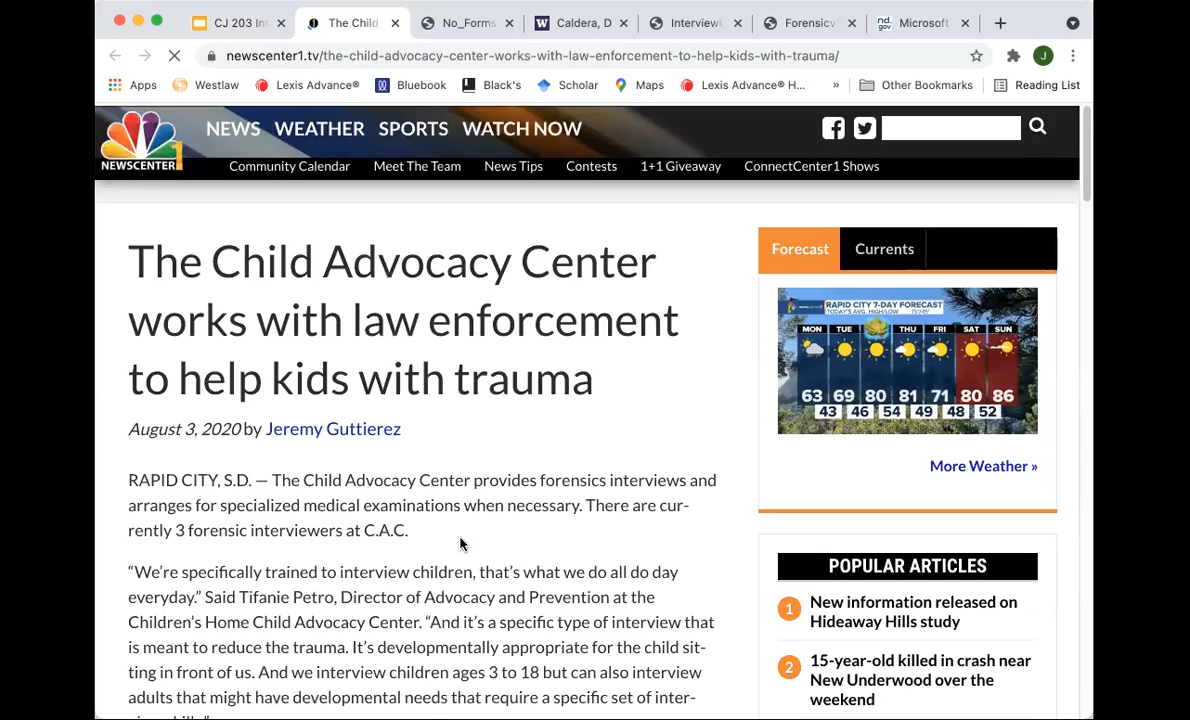 CJ 203 In
The Child
No_Forms
Caldera, D
Interviewi
Forensicv
nd.gov
Microsoft
newscenter1.tv/the-child-advocacy-center-works-with-law-enforcement-to-help-kids-with-trauma/
J
Apps Westlaw Lexis Advance® Bluebook Black's Scholar Maps Lexis Advance® H... » Other Bookmarks Reading List
NEWS WEATHER SPORTS WATCH NOW
NEWSCENTER1
Community Calendar Meet The Team News Tips Contests 1+1 Giveaway ConnectCenter1 Shows
The Child Advocacy Center
works with law enforcement
to help kids with trauma
August 3, 2020 by Jeremy Guttierez
RAPID CITY, S.D. — The Child Advocacy Center provides forensics interviews and
arranges for specialized medical examinations when necessary. There are cur-
rently 3 forensic interviewers at C.A.C.
“We're specifically trained to interview children, that's what we do all do day
everyday.” Said Tifanie Petro, Director of Advocacy and Prevention at the
Children's Home Child Advocacy Center. “And it's a specific type of interview that
is meant to reduce the trauma. It's developmentally appropriate for the child sit-
ting in front of us. And we interview children ages 3 to 18 but can also interview
adults that might have developmental needs that require a specific set of inter-
Forecast Currents
RAPID CITY 7-DAY FORECAST
TODAY'S AVG. HIGH/LOW
MON TUE THU FRI SAT SUN
63 69 80 81 71 80 86
43 46 54 49 48 52
More Weather »
POPULAR ARTICLES
1 New information released on
Hideaway Hills study
2 15-year-old killed in crash near
New Underwood over the
weekend